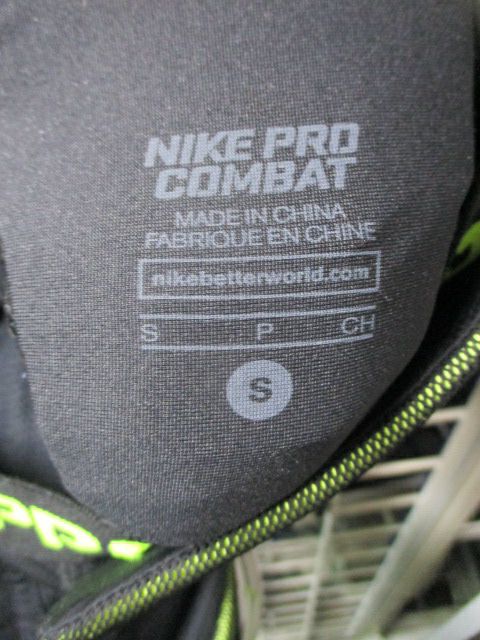 NIKE PRO
COMBAT
MADE IN CHINA
FABRIQUE EN CHINE
nikebetterworld.com
S P CH
S